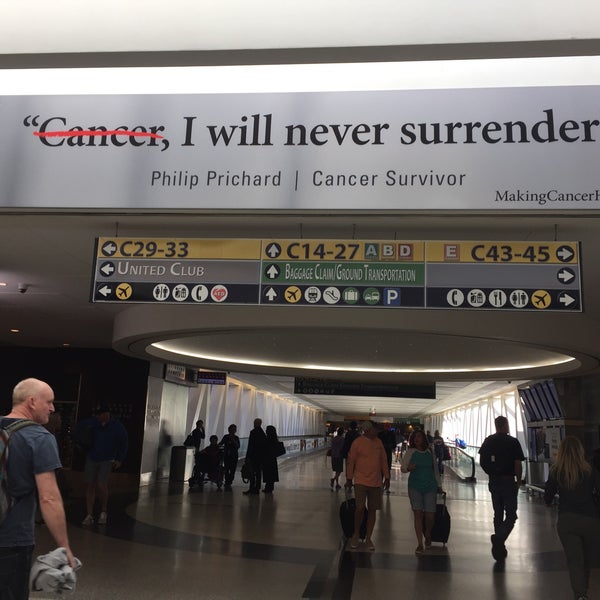 “Cancer, I will never surrender
Philip Prichard | Cancer Survivor
MakingCancerH
C29-33
UNITED CLUB
C14-27 A B D
BAGGAGE CLAIM/GROUND TRANSPORTATION
P
E C43-45